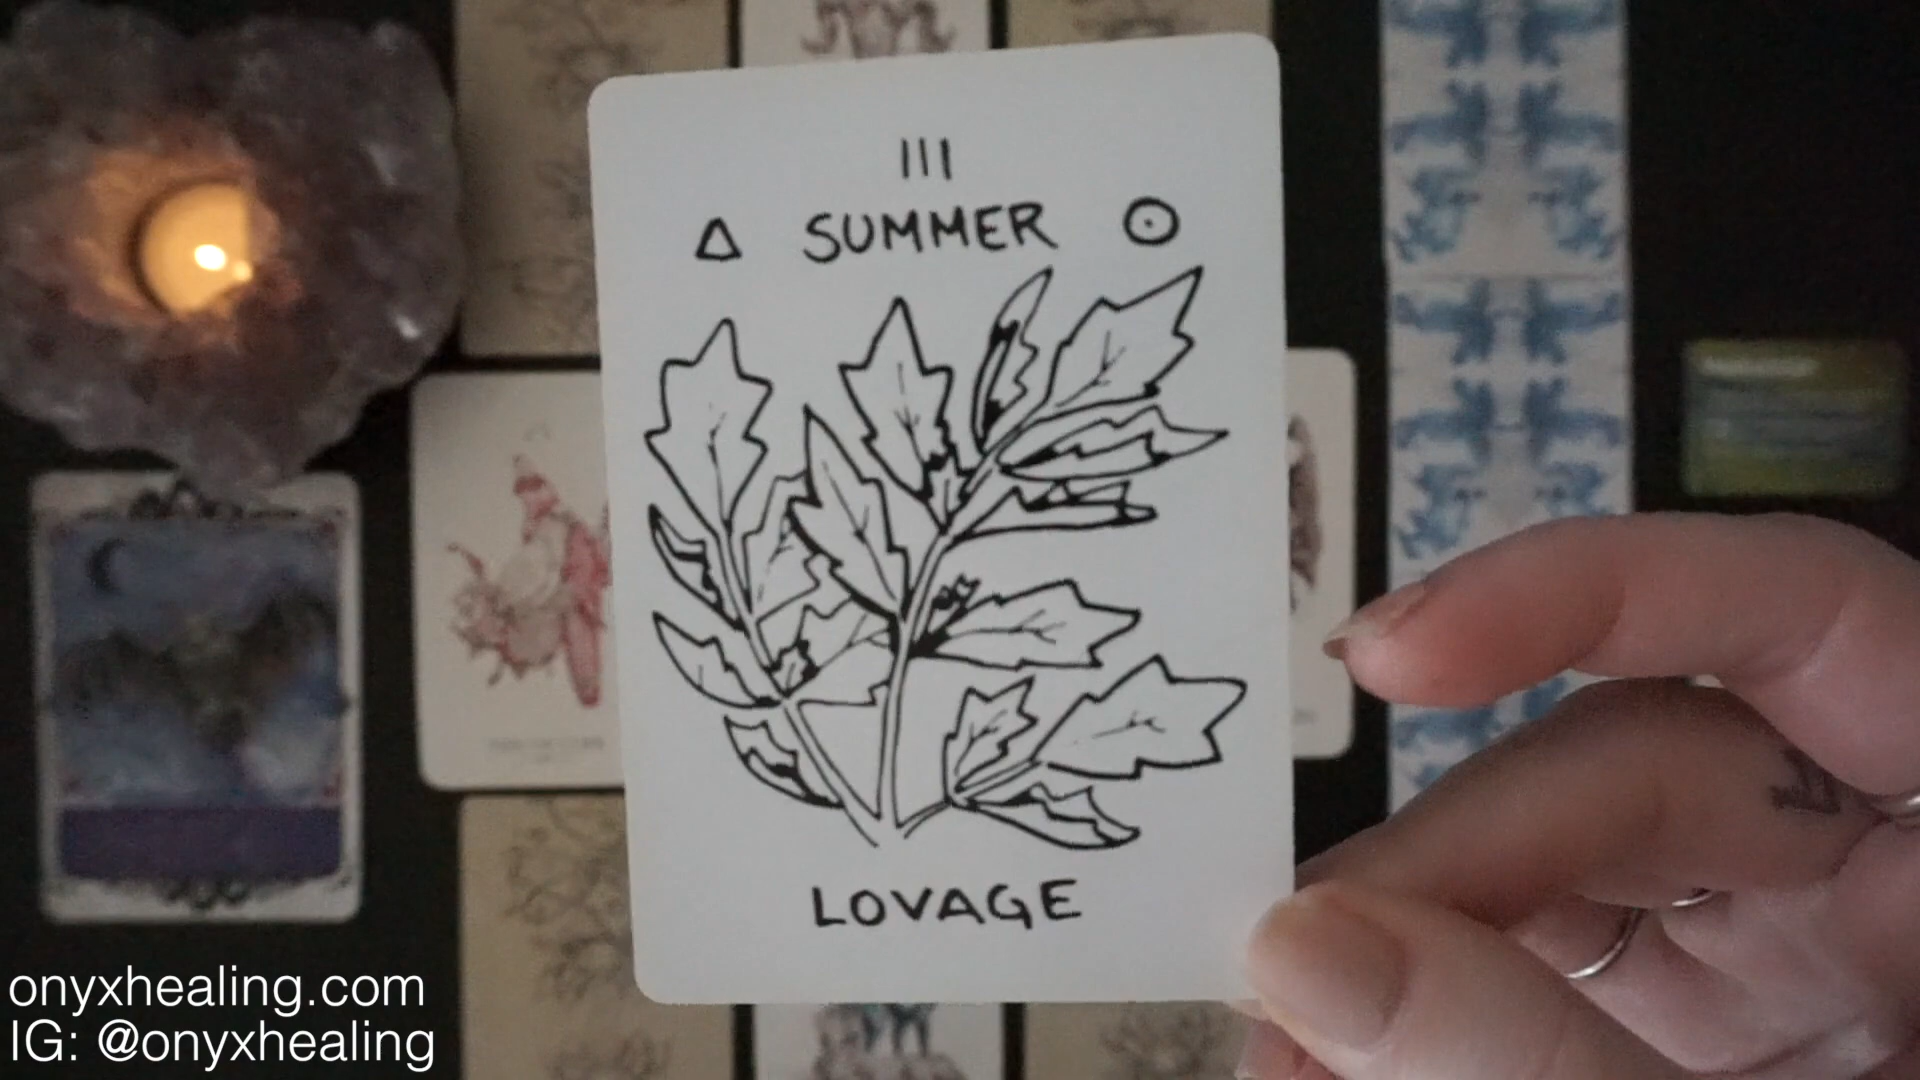 III
△ SUMMER ☉
LOVAGE
onyxhealing.com
IG: @onyxhealing